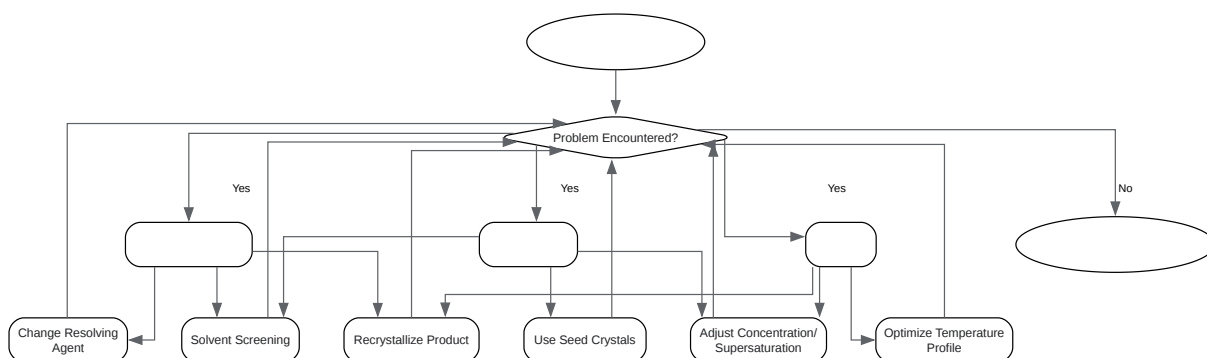 Problem Encountered?
Yes
Yes
Yes
No
Change Resolving
Agent
Solvent Screening
Recrystallize Product
Use Seed Crystals
Adjust Concentration/
Supersaturation
Optimize Temperature
Profile